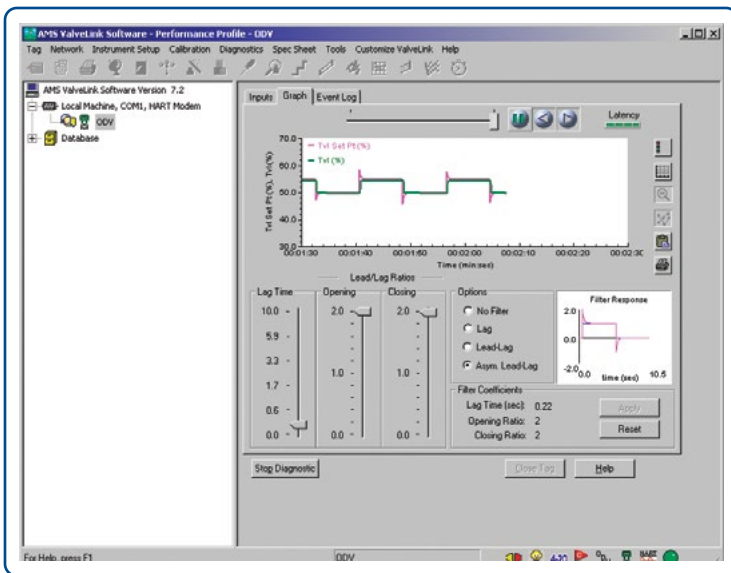 AMS ValveLink Software - Performance Profile - ODV
Tag Network Instrument Setup Calibration Diagnostics Spec Sheet Tools Customize ValveLink Help
AMS ValveLink Software Version 7.2
Local Machine, COM1, HART Modem
ODV
Database
Inputs Graph Event Log
Latency
Tvl Set Pt(%), Tvl(%)
70.0
60.0
50.0
40.0
30.0
Tvl Set Pt(%)
Tvl (%)
00:01:30 00:01:40 00:01:60 00:02:00 00:02:10 00:02:20 00:02:30
Time (min:sec)
Lead/Lag Ratios
Lag Time Opening Closing
10.0 2.0 2.0
5.9
3.3 1.0 1.0
1.7
0.6
0.0 0.0 0.0
Options
No Filter
Lag
Lead-Lag
Asym. Lead-Lag
Filter Response
2.0
0.0
-2.0
0.0 time (sec) 10.5
Filter Coefficients
Lag Time (sec): 0.22
Opening Ratio: 2
Closing Ratio: 2
Apply
Reset
Stop Diagnostic Close Tag Help
For Help, press F1 ODV